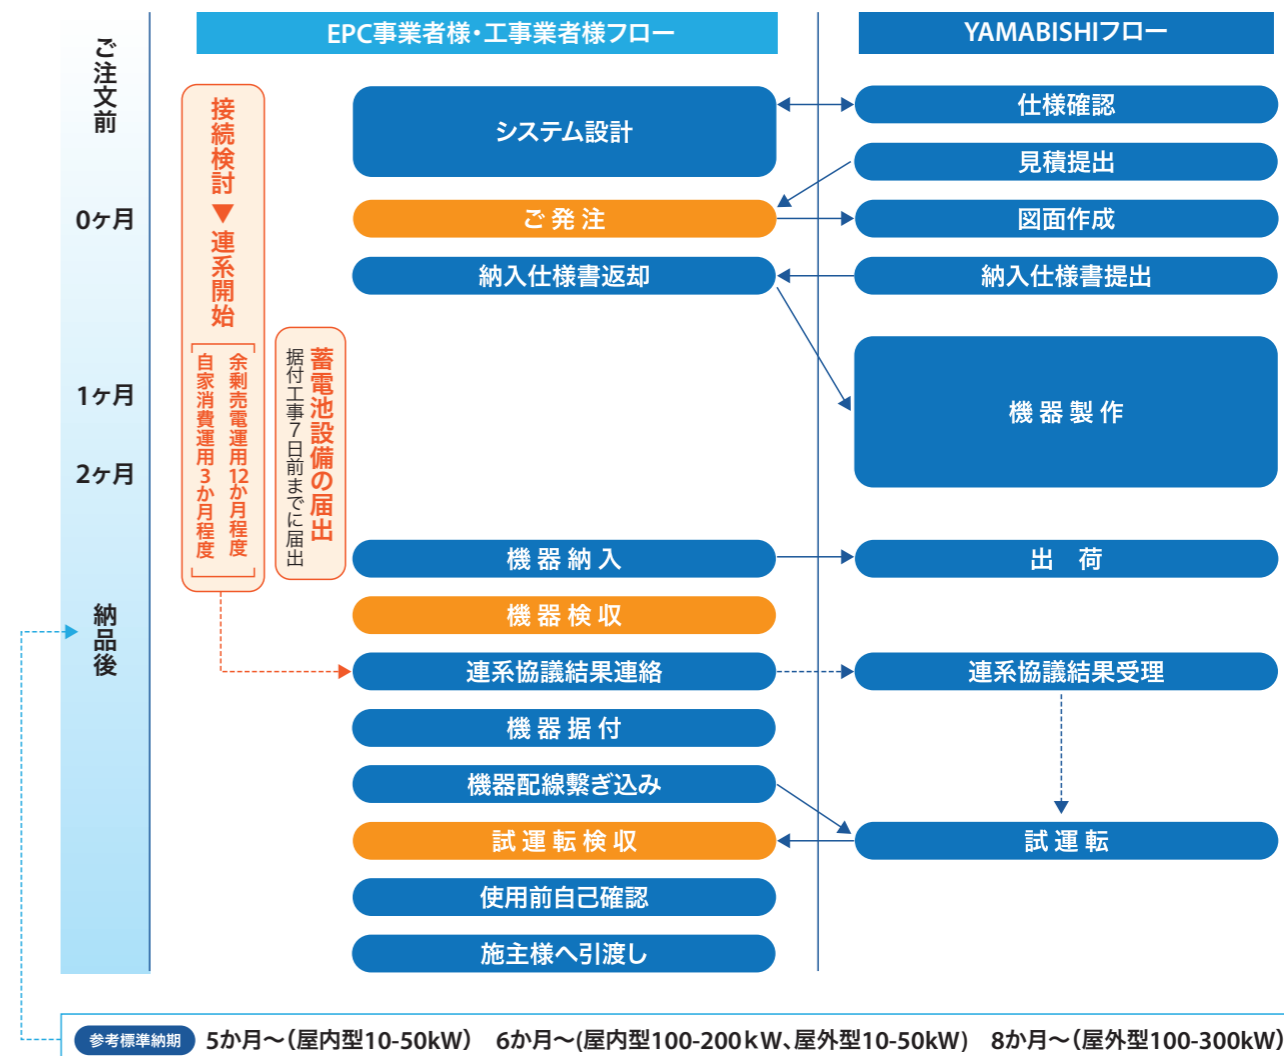 EPC事業者様・工事業者様フロー
YAMABISHIフロー
ご注文前
0ヶ月
1ヶ月
2ヶ月
納品後
接続検討▼連系開始
余剰売電運用12か月程度
自家消費運用3か月程度
蓄電池設備の届出
据付工事7日前までに届出
システム設計
仕様確認
見積提出
ご発注
図面作成
納入仕様書返却
納入仕様書提出
機器製作
機器納入
出 荷
機器検収
連系協議結果連絡
連系協議結果受理
機器据付
機器配線繋ぎ込み
試運転検収
試運転
使用前自己確認
施主様へ引渡し
参考標準納期 5か月~(屋内型10-50kW) 6か月~(屋内型100-200kW、屋外型10-50kW) 8か月~(屋外型100-300kW)